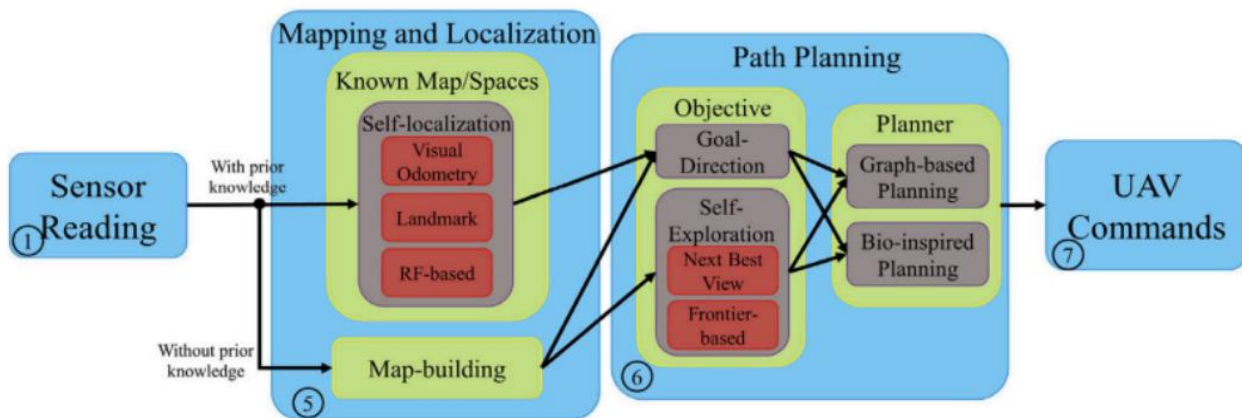 Mapping and Localization
Known Map/Spaces
Self-localization
Visual
Odometry
Landmark
RF-based
Map-building
5
Sensor
Reading
1
With prior
knowledge
Without prior
knowledge
Path Planning
Objective
Goal-
Direction
Self-
Exploration
Next Best
View
Frontier-
based
6
Planner
Graph-based
Planning
Bio-inspired
Planning
UAV
Commands
7